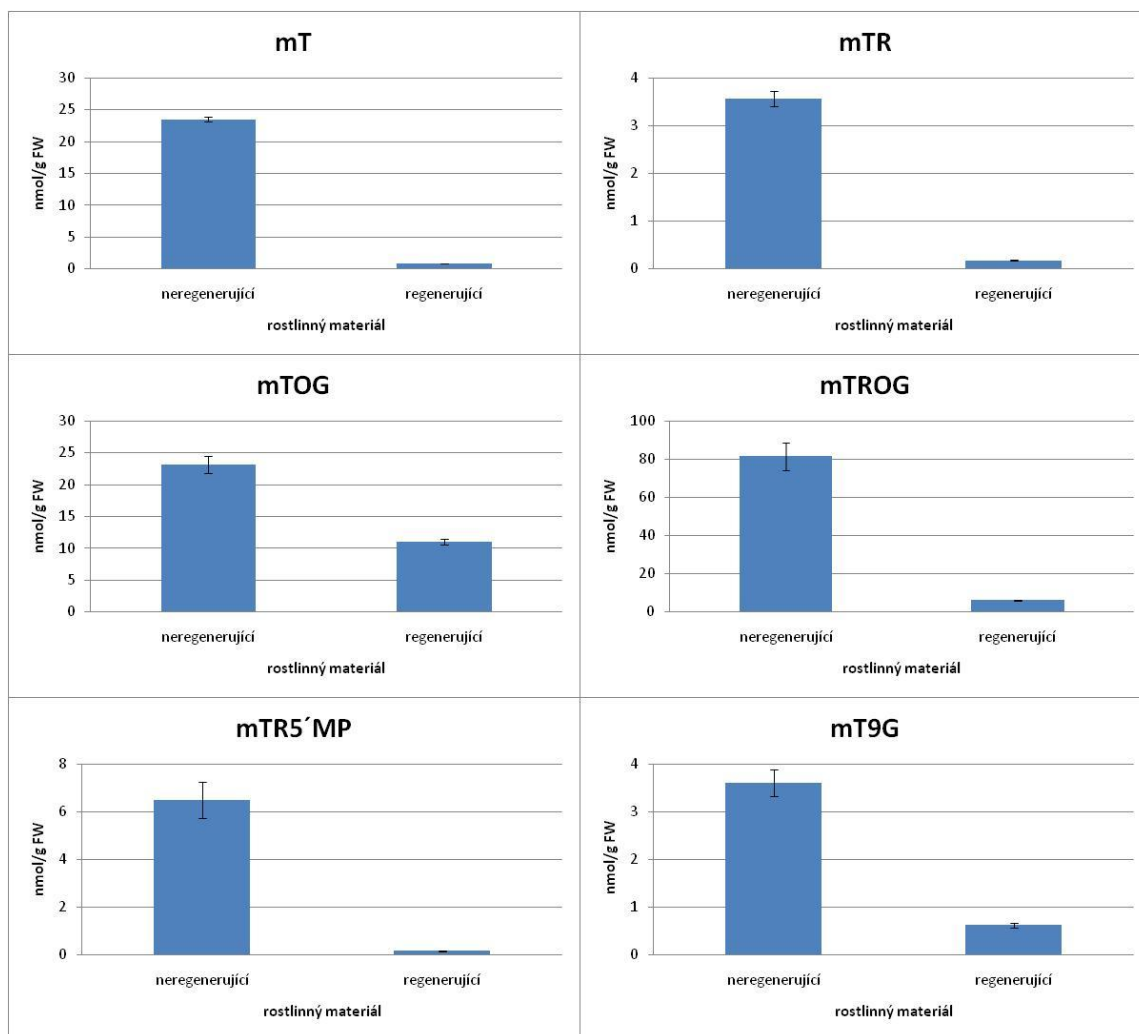 mT
30
25
20
15
10
5
0
nmol/g FW
neregenerující regenerující
rostlinný materiál
mTR
4
3
2
1
0
nmol/g FW
neregenerující regenerující
rostlinný materiál
mTOG
30
25
20
15
10
5
0
nmol/g FW
neregenerující regenerující
rostlinný materiál
mTROG
100
80
60
40
20
0
nmol/g FW
neregenerující regenerující
rostlinný materiál
mTR5´MP
8
6
4
2
0
nmol/g FW
neregenerující regenerující
rostlinný materiál
mT9G
4
3
2
1
0
nmol/g FW
neregenerující regenerující
rostlinný materiál